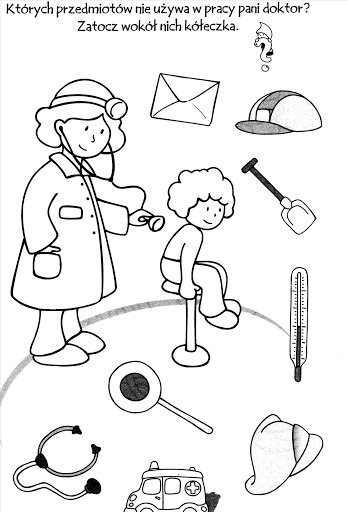 Których przedmiotów nie używa w pracy pani doktor?
Zatocz wokół nich kółeczka.